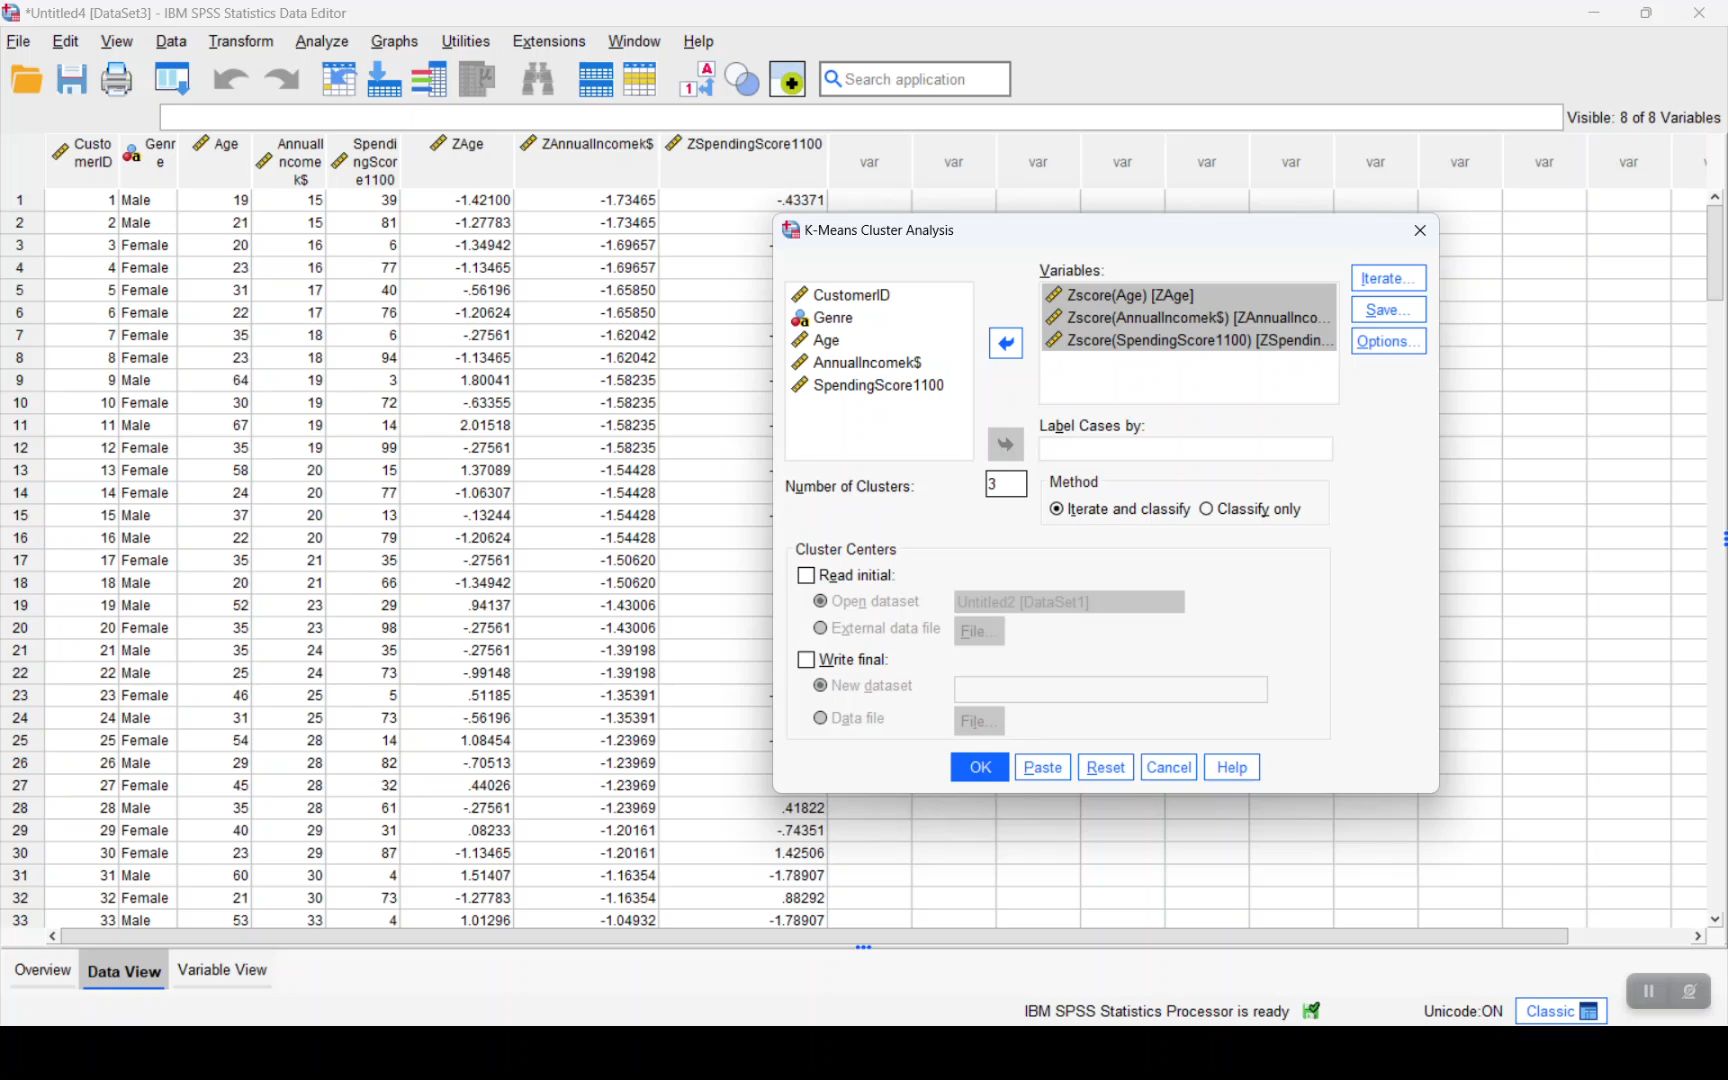 *Untitled4 [DataSet3] - IBM SPSS Statistics Data Editor
File Edit View Data Transform Analyze Graphs Utilities Extensions Window Help
Search application
Visible: 8 of 8 Variables
CustomerID Genre Age AnnualIncomek$ SpendingScore1100 ZAge ZAnnualIncomek$ ZSpendingScore1100 var var var var var var var var var var
1 1 Male 19 15 39 -1.42100 -1.73465 -.43371
2 2 Male 21 15 81 -1.27783 -1.73465
3 3 Female 20 16 6 -1.34942 -1.69657
4 4 Female 23 16 77 -1.13465 -1.69657
5 5 Female 31 17 40 -.56196 -1.65850
6 6 Female 22 17 76 -1.20624 -1.65850
7 7 Female 35 18 6 -.27561 -1.62042
8 8 Female 23 18 94 -1.13465 -1.62042
9 9 Male 64 19 3 1.80041 -1.58235
10 10 Female 30 19 72 -.63355 -1.58235
11 11 Male 67 19 14 2.01518 -1.58235
12 12 Female 35 19 99 -.27561 -1.58235
13 13 Female 58 20 15 1.37089 -1.54428
14 14 Female 24 20 77 -1.06307 -1.54428
15 15 Male 37 20 13 -.13244 -1.54428
16 16 Male 22 20 79 -1.20624 -1.54428
17 17 Female 35 21 35 -.27561 -1.50620
18 18 Male 20 21 66 -1.34942 -1.50620
19 19 Male 52 23 29 .94137 -1.43006
20 20 Female 35 23 98 -.27561 -1.43006
21 21 Male 35 24 35 -.27561 -1.39198
22 22 Male 25 24 73 -.99148 -1.39198
23 23 Female 46 25 5 .51185 -1.35391
24 24 Male 31 25 73 -.56196 -1.35391
25 25 Female 54 28 14 1.08454 -1.23969
26 26 Male 29 28 82 -.70513 -1.23969
27 27 Female 45 28 32 .44026 -1.23969
28 28 Male 35 28 61 -.27561 -1.23969 .41822
29 29 Female 40 29 31 .08233 -1.20161 -.74351
30 30 Female 23 29 87 -1.13465 -1.20161 1.42506
31 31 Male 60 30 4 1.51407 -1.16354 -1.78907
32 32 Female 21 30 73 -1.27783 -1.16354 .88292
33 33 Male 53 33 4 1.01296 -1.04932 -1.78907
K-Means Cluster Analysis
CustomerID
Genre
Age
AnnualIncomek$
SpendingScore1100
Variables:
Zscore(Age) [ZAge]
Zscore(AnnualIncomek$) [ZAnnualInco...
Zscore(SpendingScore1100) [ZSpendin...
Iterate...
Save...
Options...
Label Cases by:
Number of Clusters: 3
Method
Iterate and classify Classify only
Cluster Centers
Read initial:
Open dataset Untitled2 [DataSet1]
External data file File...
Write final:
New dataset
Data file File...
OK Paste Reset Cancel Help
Overview Data View Variable View
IBM SPSS Statistics Processor is ready Unicode:ON Classic